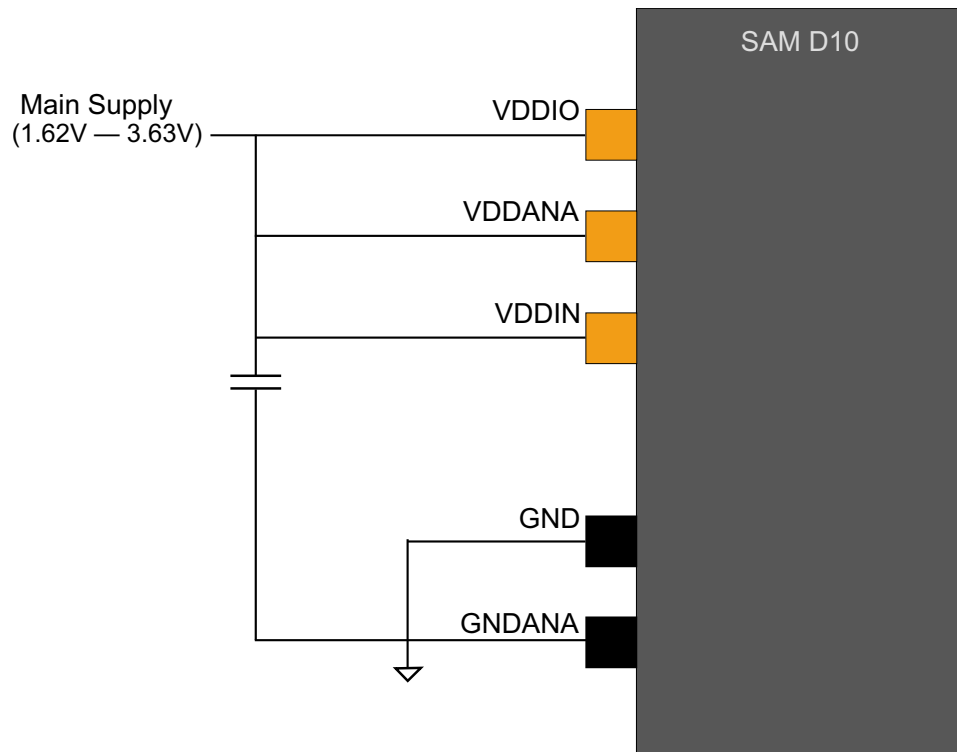 SAM D10
Main Supply
(1.62V — 3.63V)
VDDIO
VDDANA
VDDIN
GND
GNDANA